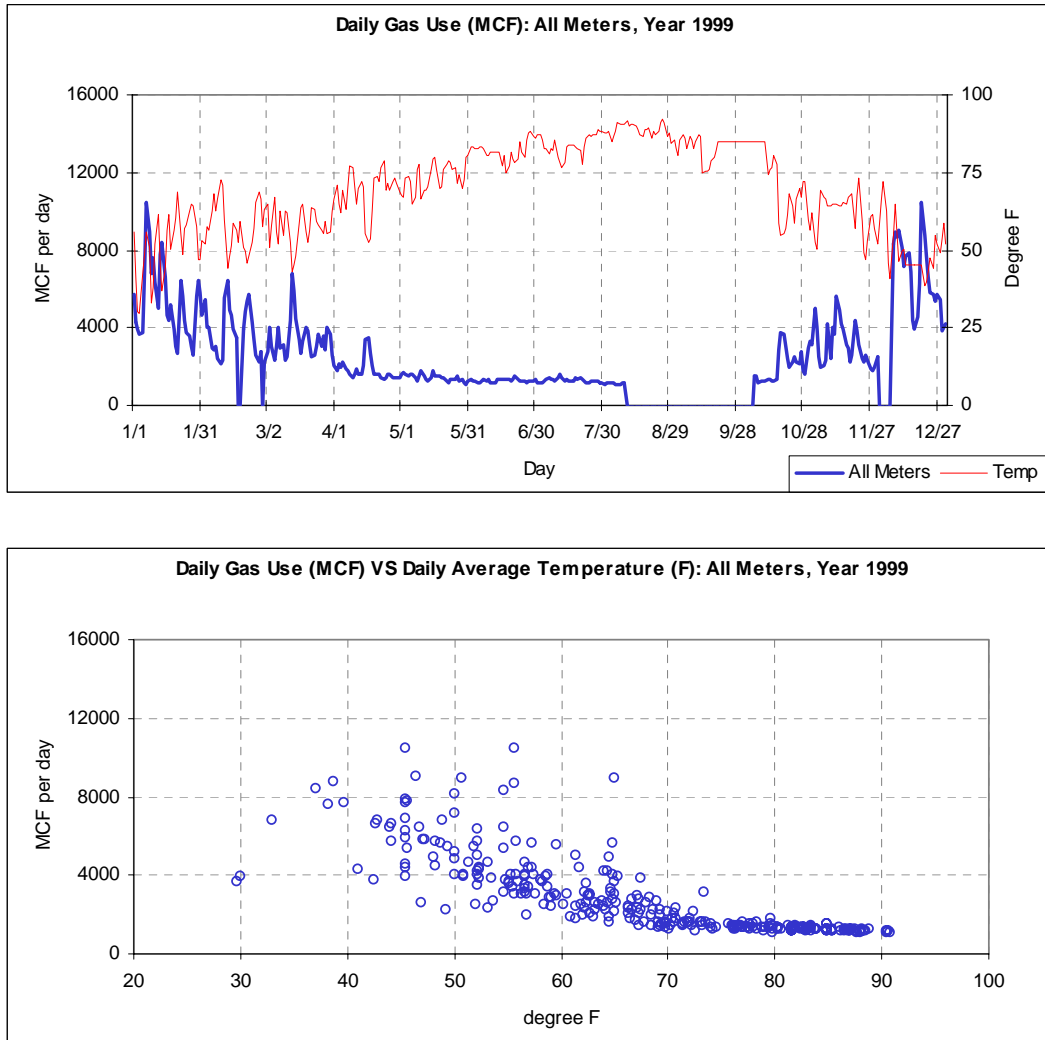 Daily Gas Use (MCF): All Meters, Year 1999
MCF per day
16000
12000
8000
4000
0
100
75
50
25
0
Degree F
1/1 1/31 3/2 4/1 5/1 5/31 6/30 7/30 8/29 9/28 10/28 11/27 12/27
Day
All Meters Temp
Daily Gas Use (MCF) VS Daily Average Temperature (F): All Meters, Year 1999
MCF per day
16000
12000
8000
4000
0
20 30 40 50 60 70 80 90 100
degree F